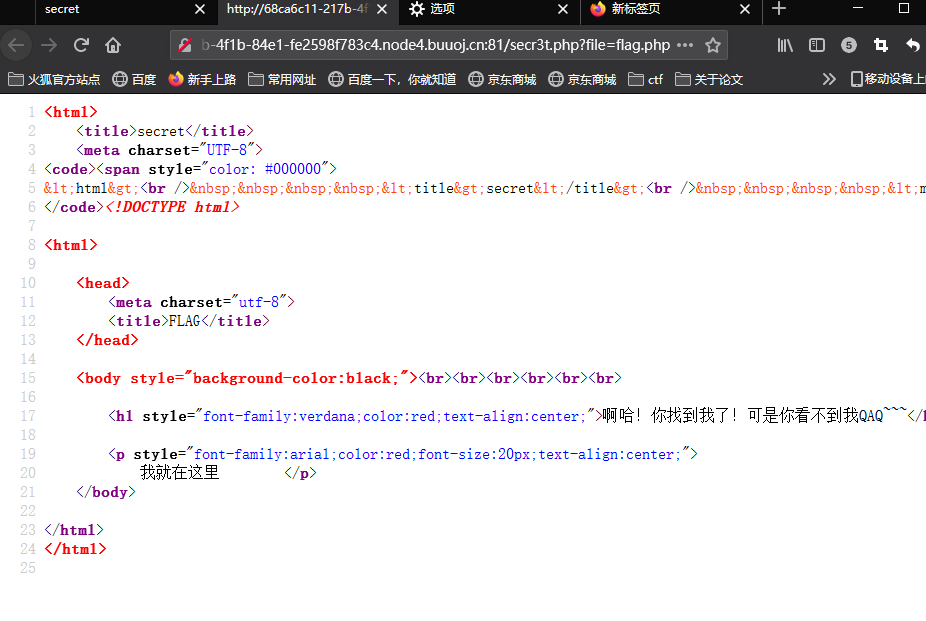 secret
http://68ca6c11-217b-4f
选项
新标签页
b-4f1b-84e1-fe2598f783c4.node4.buuoj.cn:81/secr3t.php?file=flag.php
5
火狐官方站点 百度 新手上路 常用网址 百度一下，你就知道 京东商城 京东商城 ctf 关于论文 移动设备上
1 <html>
2 <title>secret</title>
3 <meta charset="UTF-8">
4 <code><span style="color: #000000">
5 &lt;html&gt;<br />&nbsp;&nbsp;&nbsp;&nbsp;&lt;title&gt;secret&lt;/title&gt;<br />&nbsp;&nbsp;&nbsp;&nbsp;&lt;m
6 </code><!DOCTYPE html>
7
8 <html>
9
10 <head>
11 <meta charset="utf-8">
12 <title>FLAG</title>
13 </head>
14
15 <body style="background-color:black;"><br><br><br><br><br><br>
16
17 <h1 style="font-family:verdana;color:red;text-align:center;">啊哈！你找到我了！可是你看不到我QAQ~~~</h
18
19 <p style="font-family:arial;color:red;font-size:20px;text-align:center;">
20 我就在这里 </p>
21 </body>
22
23 </html>
24 </html>
25